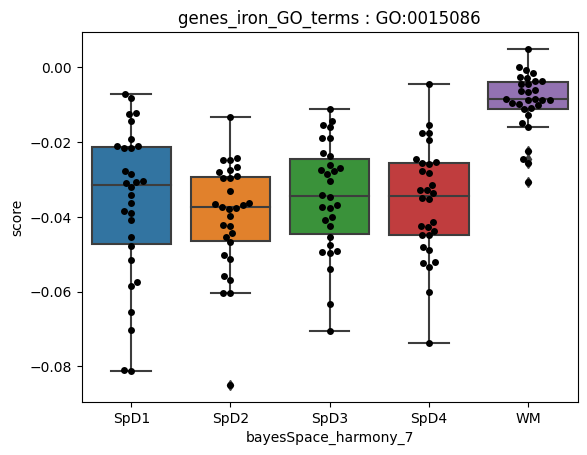 genes_iron_GO_terms : GO:0015086
score
0.00
−0.02
−0.04
−0.06
−0.08
SpD1 SpD2 SpD3 SpD4 WM
bayesSpace_harmony_7